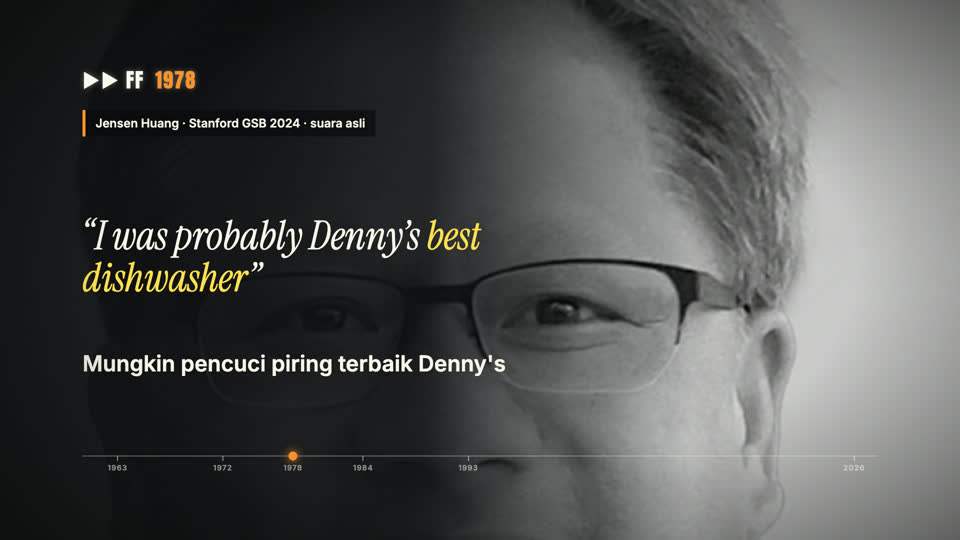 ▶▶ FF 1978
Jensen Huang · Stanford GSB 2024 · suara asli
“I was probably Denny’s best
dishwasher”
Mungkin pencuci piring terbaik Denny's
1963 1972 1978 1984 1993 2026